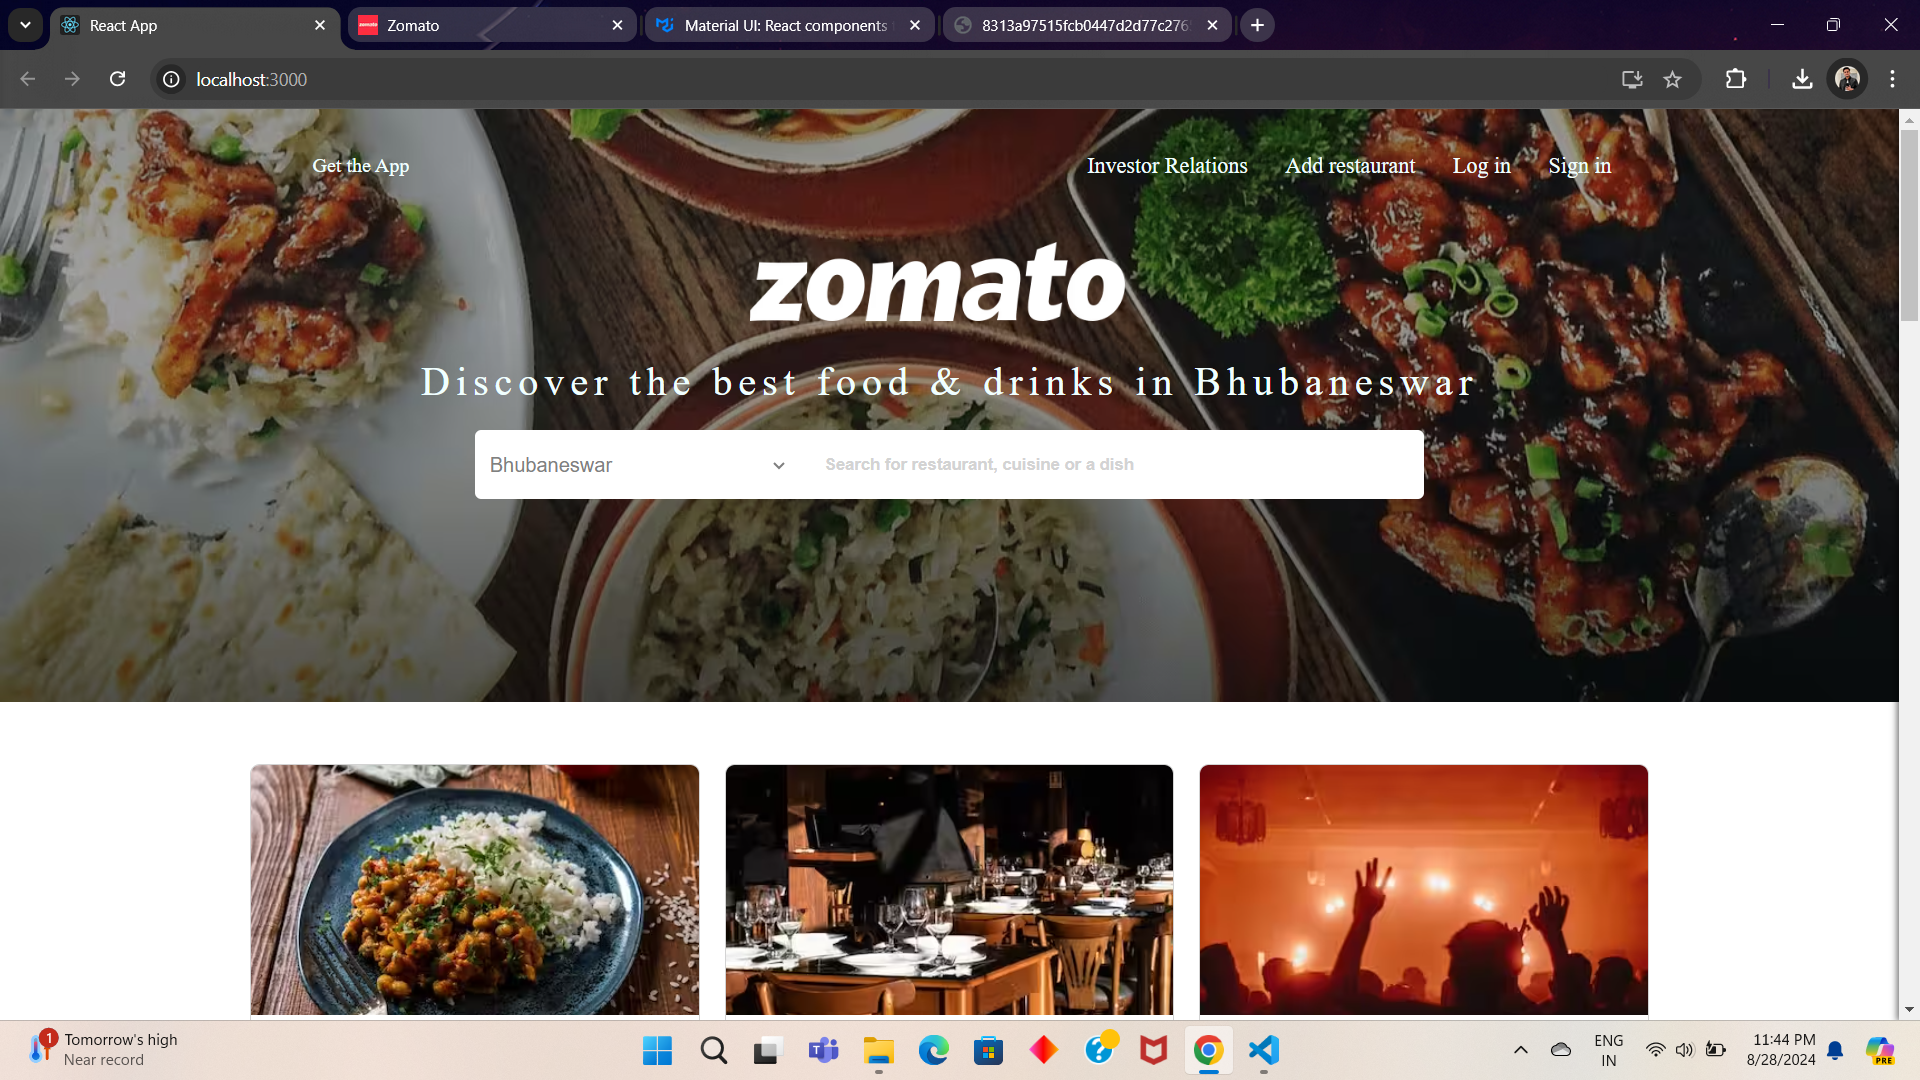 React App
Zomato
Material UI: React components
8313a97515fcb0447d2d77c276
localhost:3000
Get the App
Investor Relations
Add restaurant
Log in
Sign in
zomato
Discover the best food & drinks in Bhubaneswar
Bhubaneswar
Search for restaurant, cuisine or a dish
1
Tomorrow's high
Near record
ENG
IN
11:44 PM
8/28/2024
PRE